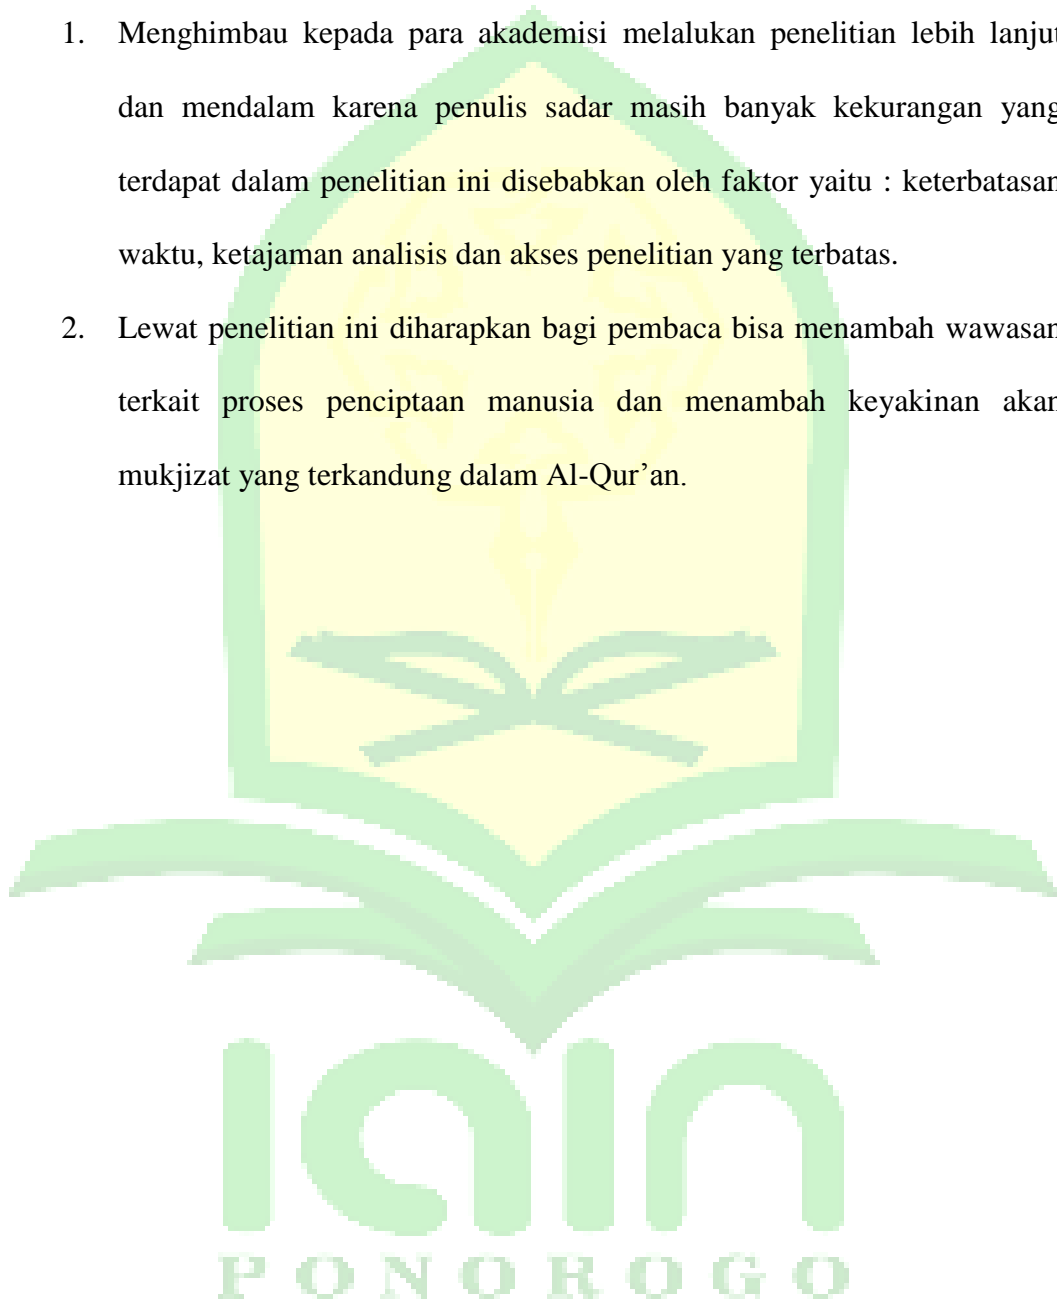 1. Menghimbau kepada para akademisi melalukan penelitian lebih lanjut
dan mendalam karena penulis sadar masih banyak kekurangan yang
terdapat dalam penelitian ini disebabkan oleh faktor yaitu : keterbatasan
waktu, ketajaman analisis dan akses penelitian yang terbatas.
2. Lewat penelitian ini diharapkan bagi pembaca bisa menambah wawasan
terkait proses penciptaan manusia dan menambah keyakinan akan
mukjizat yang terkandung dalam Al-Qur’an.
iain
PONOROGO